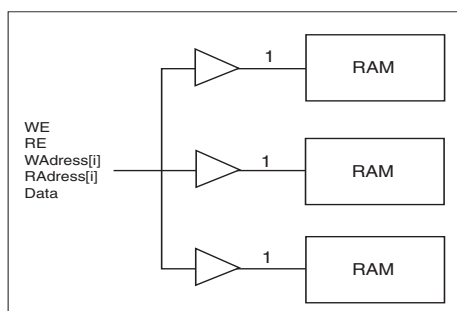 1
RAM
WE
RE
WAdress[i]
RAdress[i]
Data
1
RAM
1
RAM